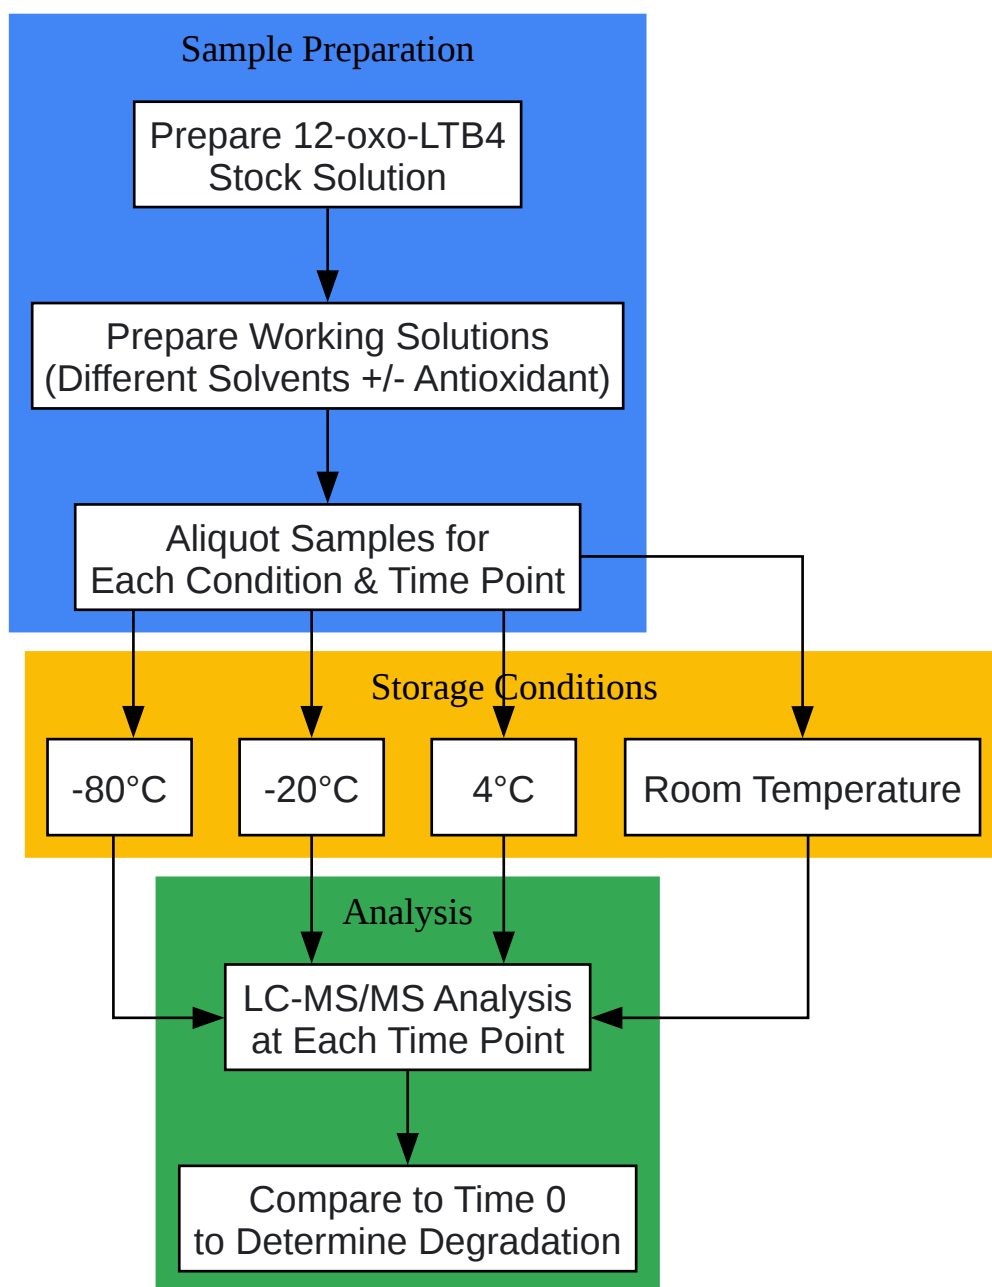 Sample Preparation
Prepare 12-oxo-LTB4
Stock Solution
Prepare Working Solutions
(Different Solvents +/- Antioxidant)
Aliquot Samples for
Each Condition & Time Point
Storage Conditions
-80°C
-20°C
4°C
Room Temperature
Analysis
LC-MS/MS Analysis
at Each Time Point
Compare to Time 0
to Determine Degradation